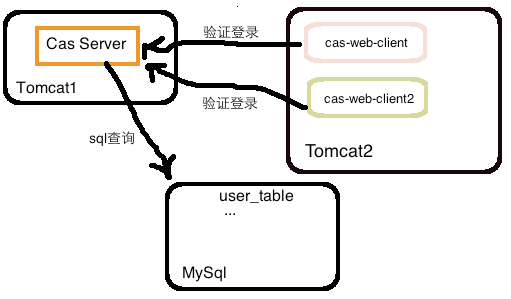 Cas Server
Tomcat1
验证登录
cas-web-client
验证登录
cas-web-client2
Tomcat2
sql查询
user_table
...
MySql